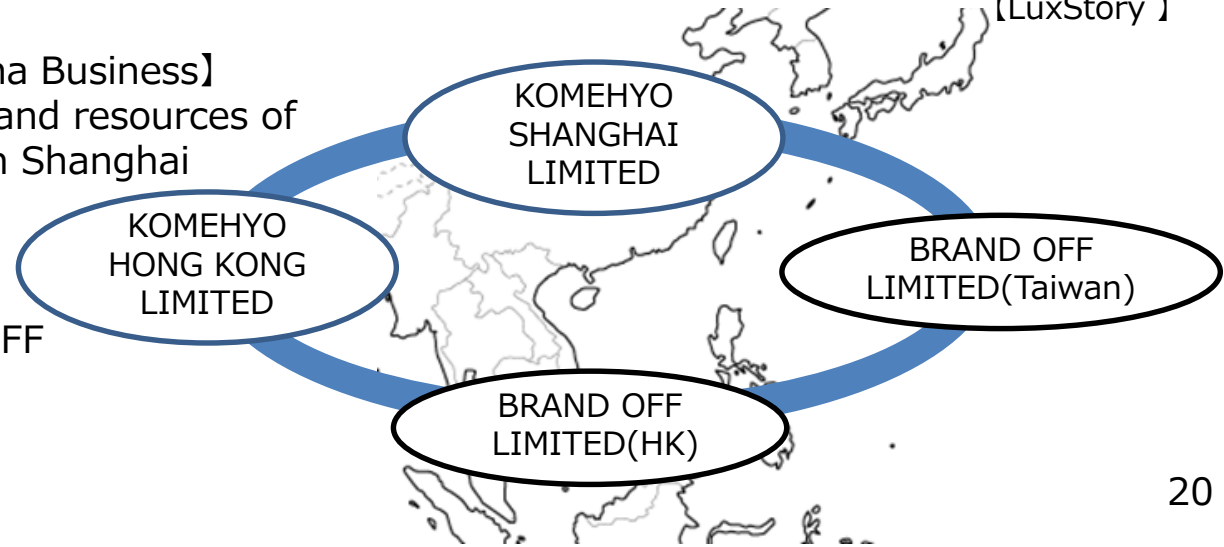 【LuxStory 】
na Business】
and resources of
n Shanghai
FF
KOMEHYO
SHANGHAI
LIMITED
KOMEHYO
HONG KONG
LIMITED
BRAND OFF
LIMITED(Taiwan)
BRAND OFF
LIMITED(HK)
20